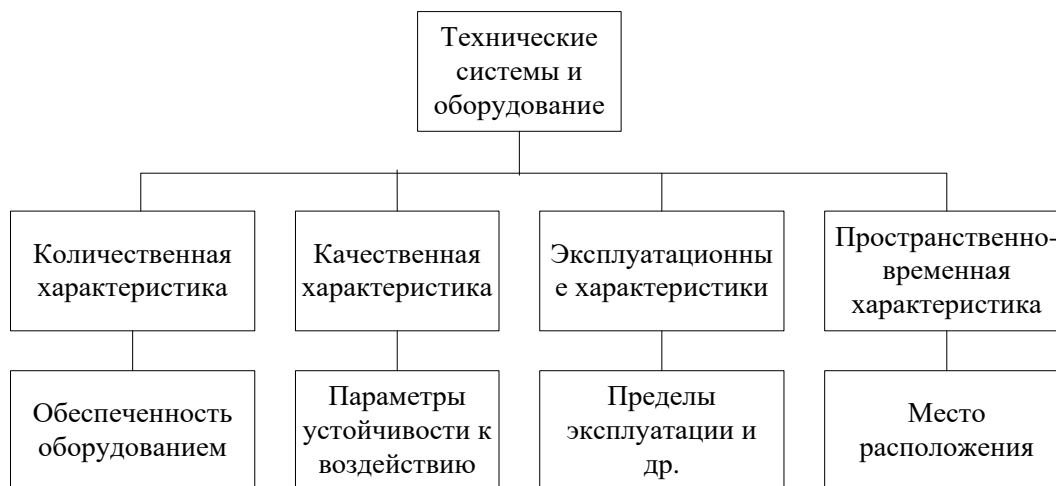 Технические
системы и
оборудование
Количественная
характеристика
Качественная
характеристика
Эксплуатационны
е характеристики
Пространственно-
временная
характеристика
Обеспеченность
оборудованием
Параметры
устойчивости к
воздействию
Пределы
эксплуатации и
др.
Место
расположения